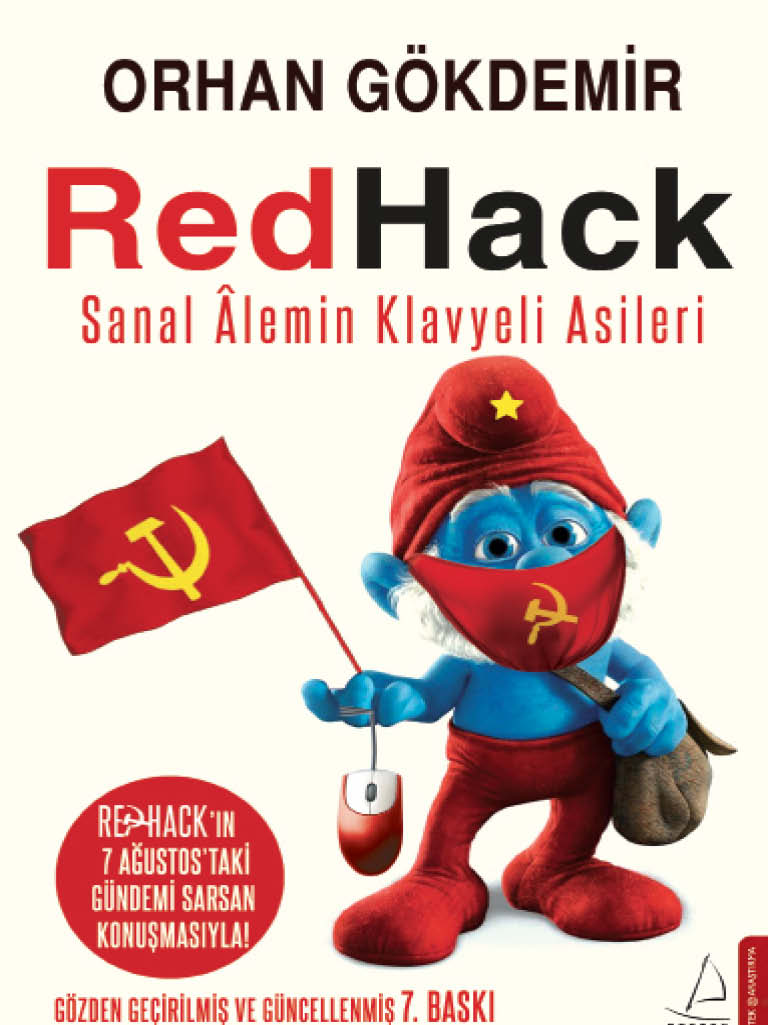 ORHAN GÖKDEMİR
RedHack
Sanal Âlemin Klavyeli Asileri
REDHACK'IN
7 AĞUSTOS'TAKİ
GÜNDEMİ SARSAN
KONUŞMASIYLA!
GÖZDEN GEÇİRİLMİŞ VE GÜNCELLENMİŞ 7. BASKI
ARAŞTIRMA